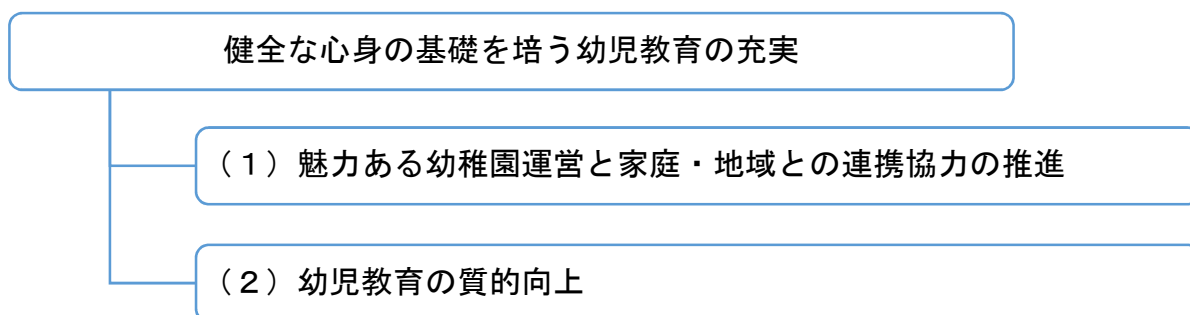 健全な心身の基礎を培う幼児教育の充実
（１）魅力ある幼稚園運営と家庭・地域との連携協力の推進
（２）幼児教育の質的向上